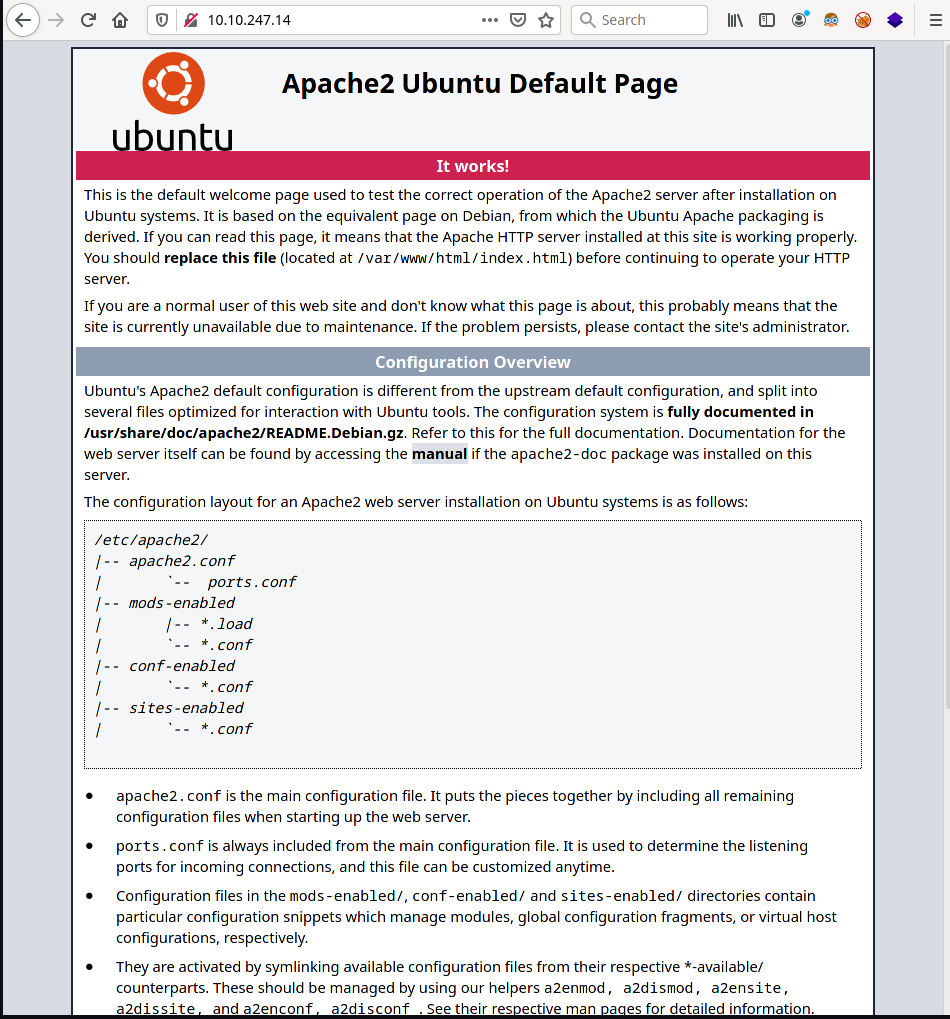 10.10.247.14
Search
Apache2 Ubuntu Default Page
ubuntu
It works!
This is the default welcome page used to test the correct operation of the Apache2 server after installation on
Ubuntu systems. It is based on the equivalent page on Debian, from which the Ubuntu Apache packaging is
derived. If you can read this page, it means that the Apache HTTP server installed at this site is working properly.
You should replace this file (located at /var/www/html/index.html) before continuing to operate your HTTP
server.
If you are a normal user of this web site and don't know what this page is about, this probably means that the
site is currently unavailable due to maintenance. If the problem persists, please contact the site's administrator.
Configuration Overview
Ubuntu's Apache2 default configuration is different from the upstream default configuration, and split into
several files optimized for interaction with Ubuntu tools. The configuration system is fully documented in
/usr/share/doc/apache2/README.Debian.gz. Refer to this for the full documentation. Documentation for the
web server itself can be found by accessing the manual if the apache2-doc package was installed on this
server.
The configuration layout for an Apache2 web server installation on Ubuntu systems is as follows:
/etc/apache2/
|-- apache2.conf
|       `--  ports.conf
|-- mods-enabled
|       |-- *.load
|       `-- *.conf
|-- conf-enabled
|       `-- *.conf
|-- sites-enabled
|       `-- *.conf
● apache2.conf is the main configuration file. It puts the pieces together by including all remaining
configuration files when starting up the web server.
● ports.conf is always included from the main configuration file. It is used to determine the listening
ports for incoming connections, and this file can be customized anytime.
● Configuration files in the mods-enabled/, conf-enabled/ and sites-enabled/ directories contain
particular configuration snippets which manage modules, global configuration fragments, or virtual host
configurations, respectively.
● They are activated by symlinking available configuration files from their respective *-available/
counterparts. These should be managed by using our helpers a2enmod, a2dismod, a2ensite,
a2dissite, and a2enconf, a2disconf . See their respective man pages for detailed information.